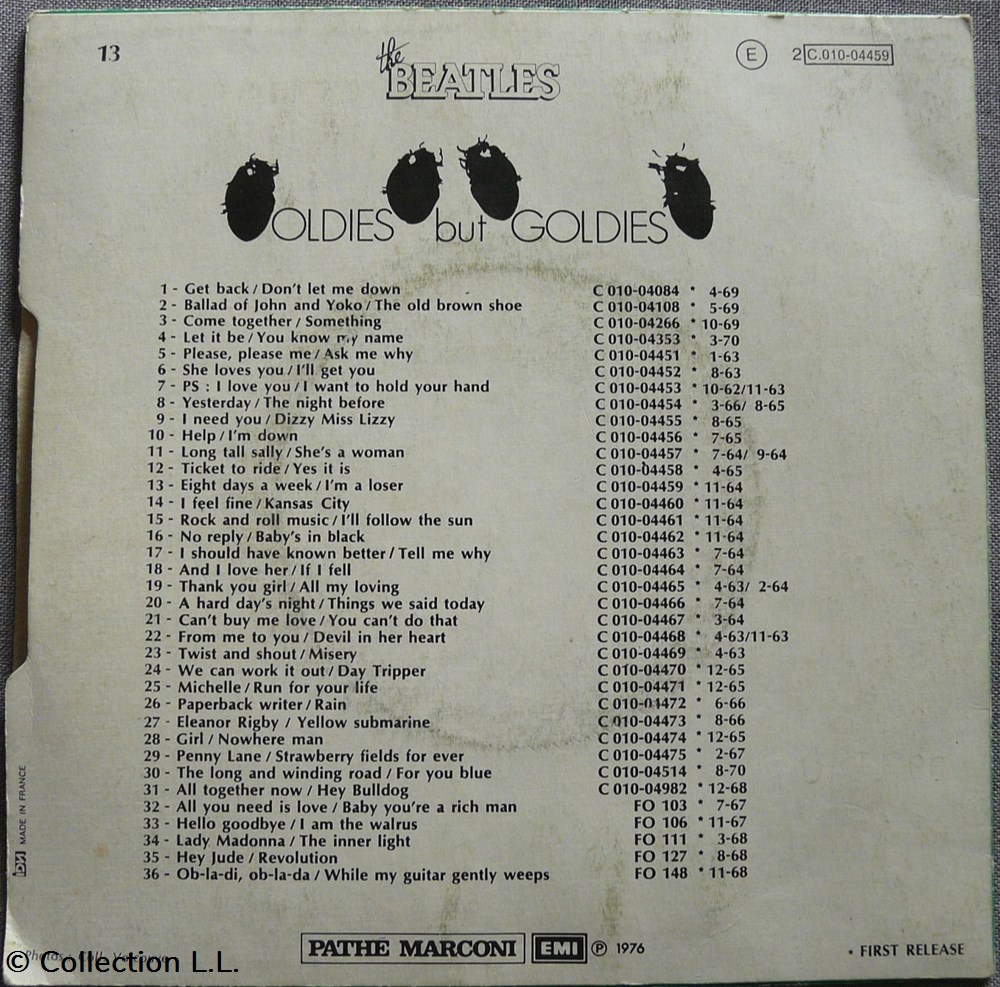 13
the BEATLES
E 2 C.010-04459
OLDIES but GOLDIES
1 - Get back / Don't let me down C 010-04084 * 4-69
2 - Ballad of John and Yoko / The old brown shoe C 010-04108 * 5-69
3 - Come together / Something C 010-04266 * 10-69
4 - Let it be / You know my name C 010-04353 * 3-70
5 - Please, please me / Ask me why C 010-04451 * 1-63
6 - She loves you / I'll get you C 010-04452 * 8-63
7 - PS : I love you / I want to hold your hand C 010-04453 * 10-62/11-63
8 - Yesterday / The night before C 010-04454 * 3-66/ 8-65
9 - I need you / Dizzy Miss Lizzy C 010-04455 * 8-65
10 - Help / I'm down C 010-04456 * 7-65
11 - Long tall sally / She's a woman C 010-04457 * 7-64/ 9-64
12 - Ticket to ride / Yes it is C 010-04458 * 4-65
13 - Eight days a week / I'm a loser C 010-04459 * 11-64
14 - I feel fine / Kansas City C 010-04460 * 11-64
15 - Rock and roll music / I'll follow the sun C 010-04461 * 11-64
16 - No reply / Baby's in black C 010-04462 * 11-64
17 - I should have known better / Tell me why C 010-04463 * 7-64
18 - And I love her / If I fell C 010-04464 * 7-64
19 - Thank you girl / All my loving C 010-04465 * 4-63/ 2-64
20 - A hard day's night / Things we said today C 010-04466 * 7-64
21 - Can't buy me love / You can't do that C 010-04467 * 3-64
22 - From me to you / Devil in her heart C 010-04468 * 4-63/11-63
23 - Twist and shout / Misery C 010-04469 * 4-63
24 - We can work it out / Day Tripper C 010-04470 * 12-65
25 - Michelle / Run for your life C 010-04471 * 12-65
26 - Paperback writer / Rain C 010-04472 * 6-66
27 - Eleanor Rigby / Yellow submarine C 010-04473 * 8-66
28 - Girl / Nowhere man C 010-04474 * 12-65
29 - Penny Lane / Strawberry fields for ever C 010-04475 * 2-67
30 - The long and winding road / For you blue C 010-04514 * 8-70
31 - All together now / Hey Bulldog C 010-04982 * 12-68
32 - All you need is love / Baby you're a rich man FO 103 * 7-67
33 - Hello goodbye / I am the walrus FO 106 * 11-67
34 - Lady Madonna / The inner light FO 111 * 3-68
35 - Hey Jude / Revolution FO 127 * 8-68
36 - Ob-la-di, ob-la-da / While my guitar gently weeps FO 148 * 11-68
MADE IN FRANCE
PATHE MARCONI EMI ℗ 1976
* FIRST RELEASE
© Collection L.L.